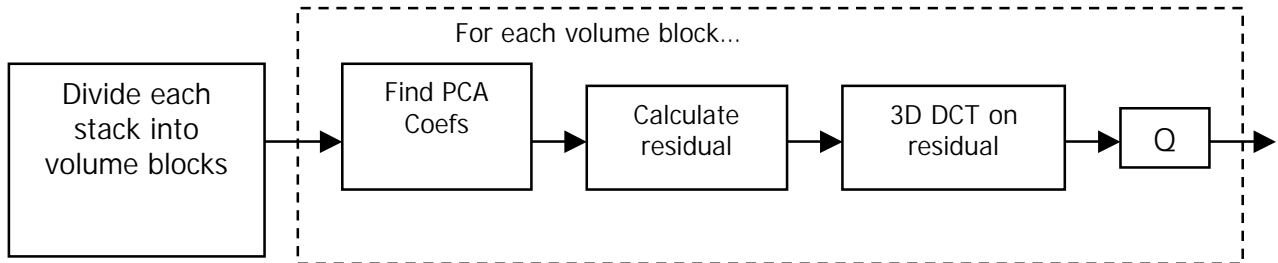 For each volume block...
Divide each
stack into
volume blocks
Find PCA
Coefs
Calculate
residual
3D DCT on
residual
Q